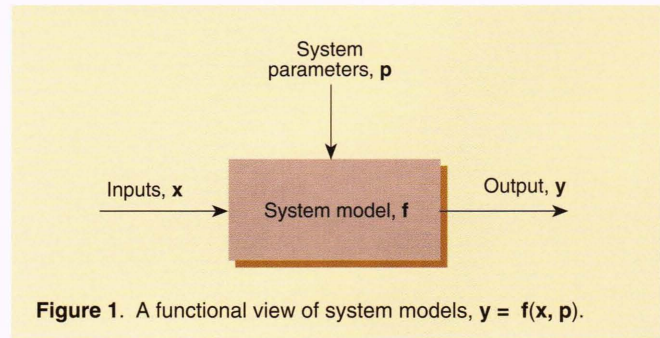 System
parameters, p
Inputs, x
System model, f
Output, y
Figure 1. A functional view of system models, y = f(x, p).